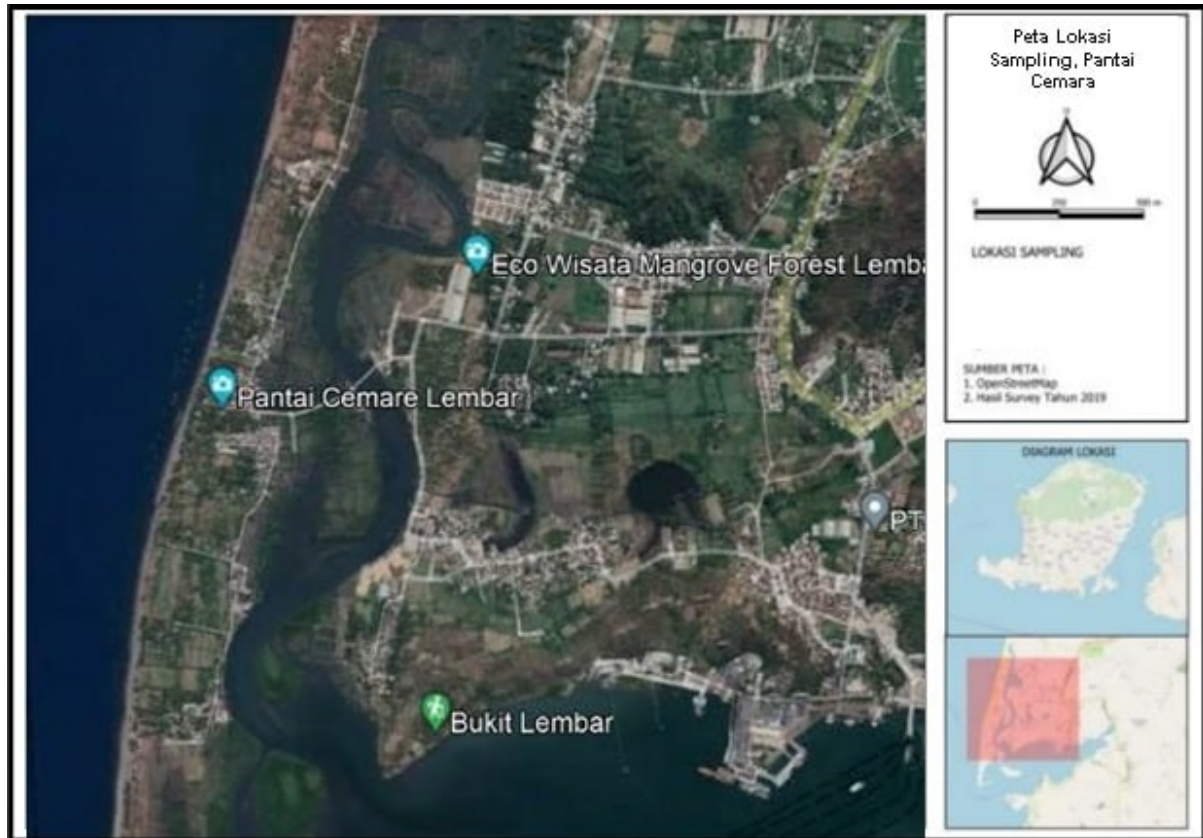 Peta Lokasi
Sampling, Pantai
Cemara
0 250 500 m
LOKASI SAMPLING
SUMBER PETA :
1. OpenStreetMap
2. Hasil Survey Tahun 2019
DIAGRAM LOKASI
Eco Wisata Mangrove Forest Lemba
Pantai Cemare Lembar
PT
Bukit Lembar